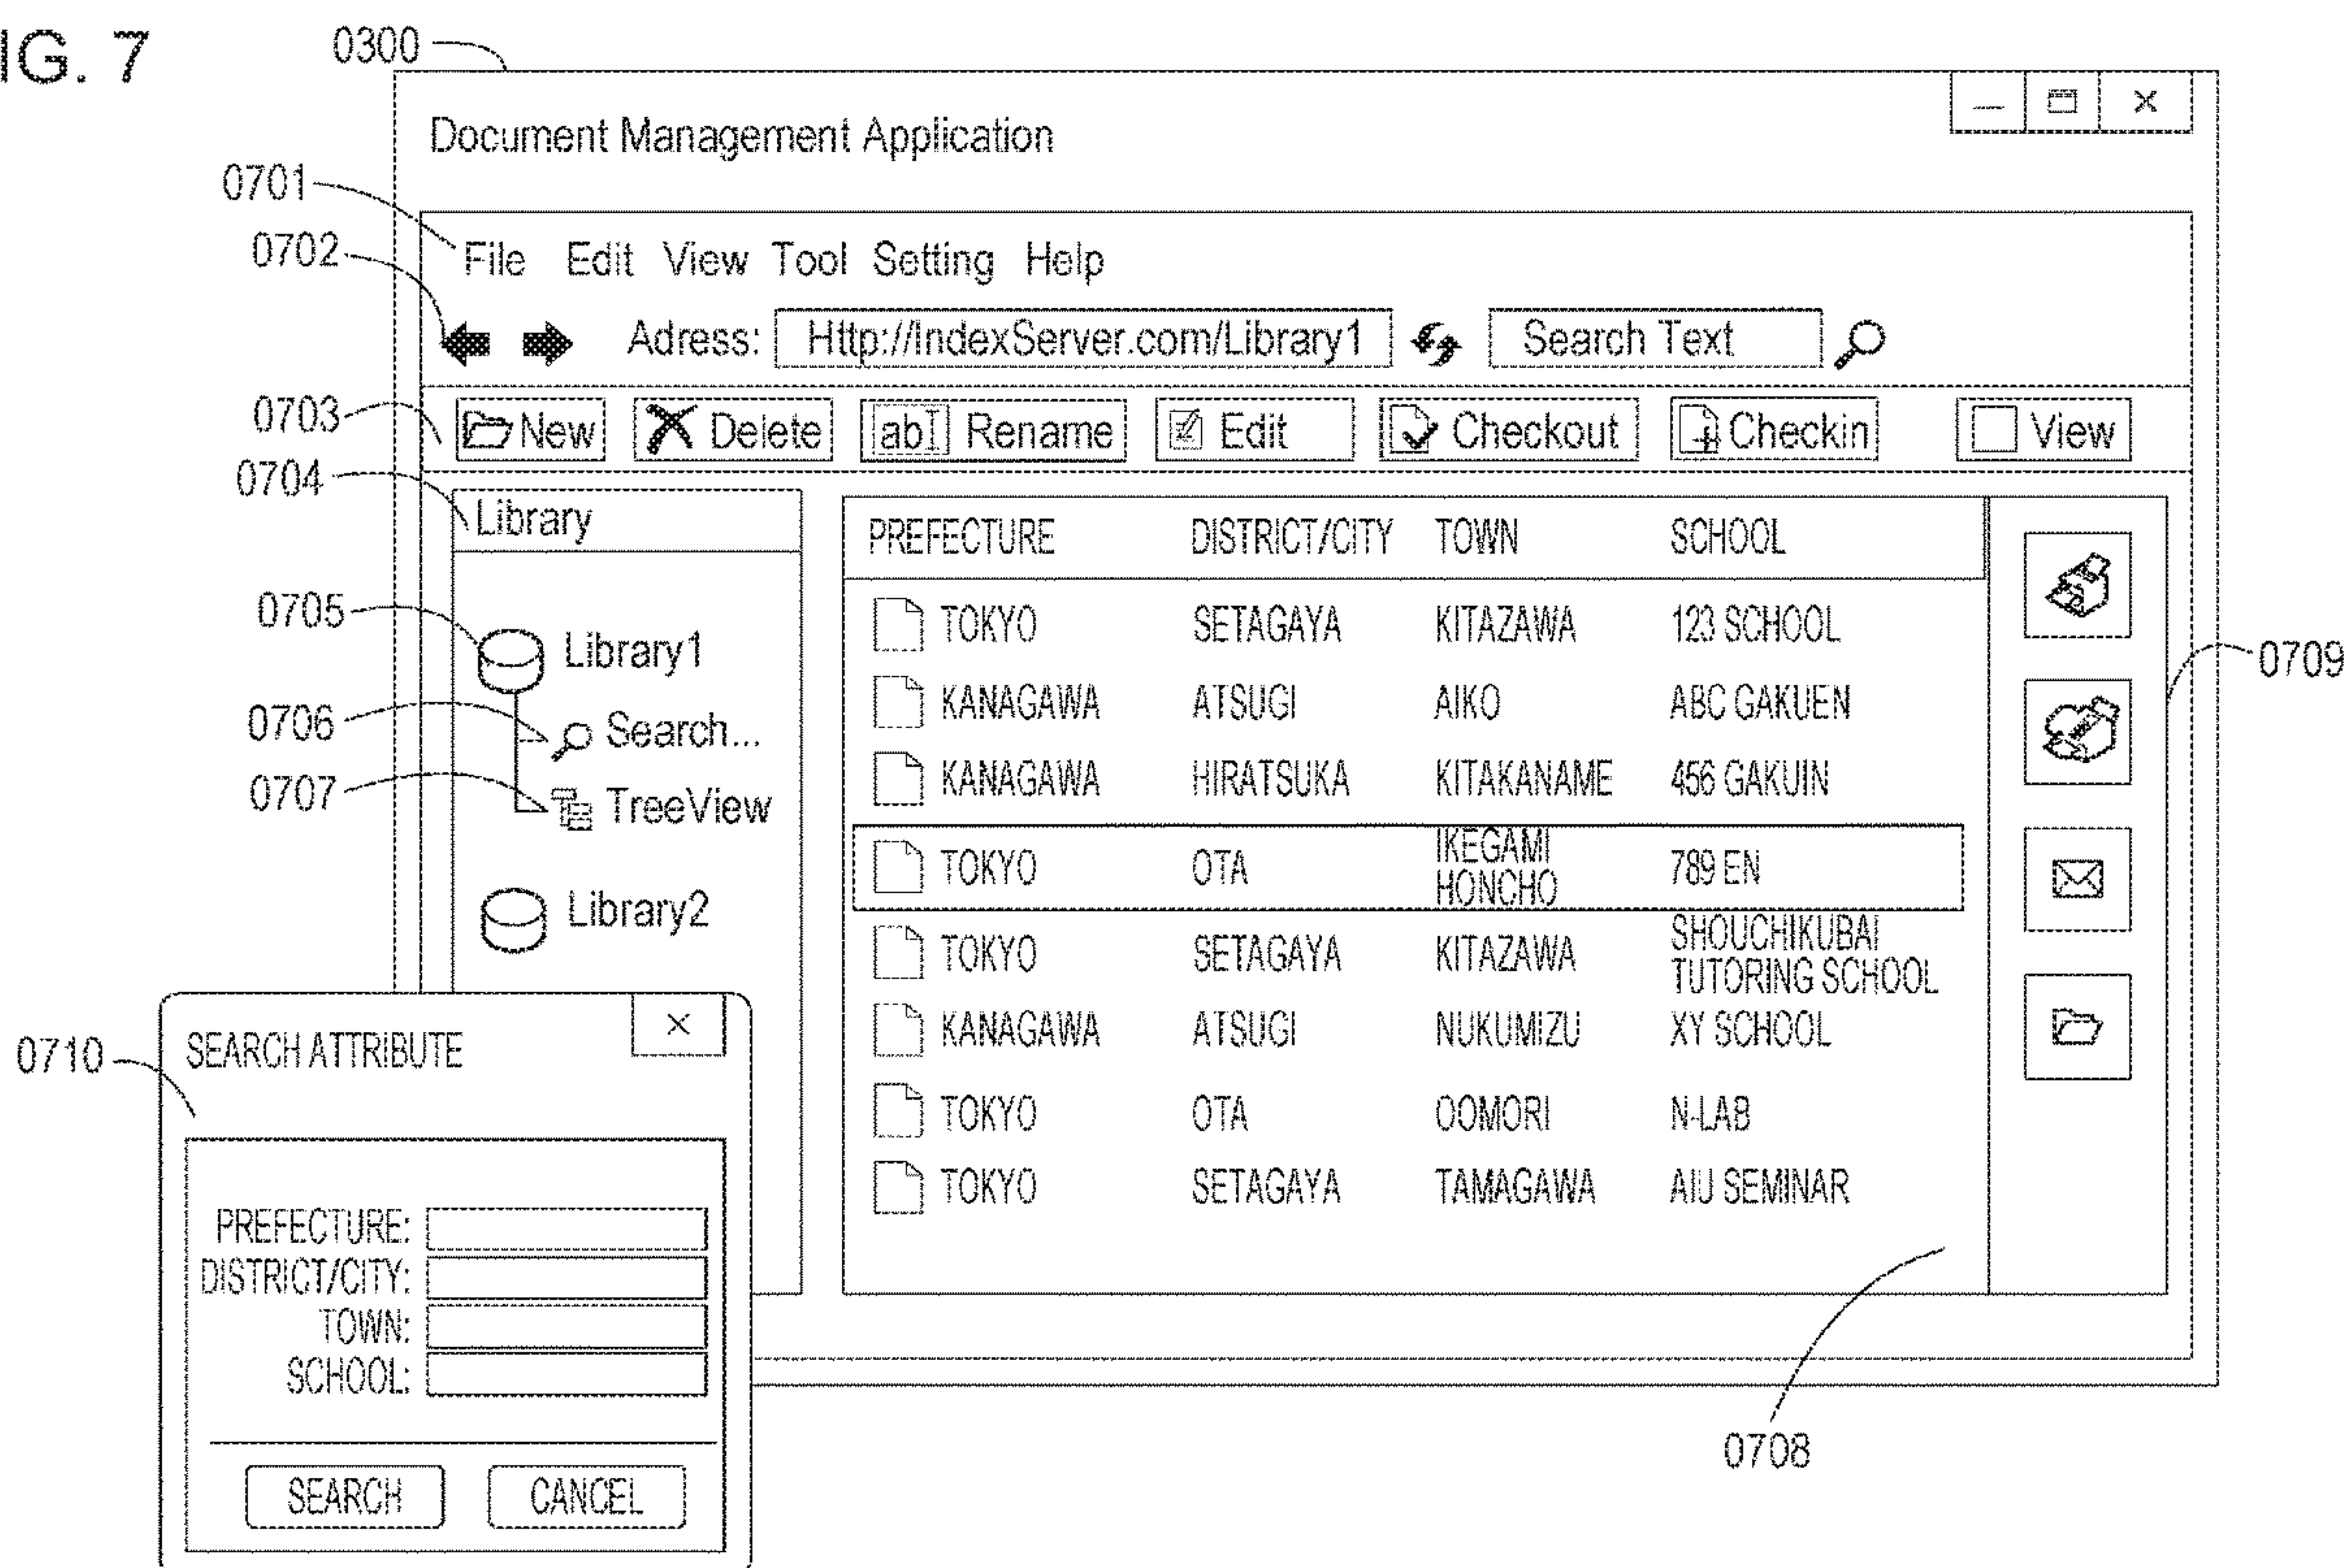 IG. 7
0300
Document Management Application
0701
File Edit View Tool Setting Help
0702
Adress: Http://IndexServer.com/Library1 Search Text
0703
New Delete ab Rename Edit Checkout Checkin View
0704
Library
0705
Library1
0706
Search...
0707
TreeView
Library2
PREFECTURE DISTRICT/CITY TOWN SCHOOL
TOKYO SETAGAYA KITAZAWA 123 SCHOOL
KANAGAWA ATSUGI AIKO ABC GAKUEN
KANAGAWA HIRATSUKA KITAKANAME 456 GAKUIN
TOKYO OTA IKEGAMI
HONCHO 789 EN
TOKYO SETAGAYA KITAZAWA SHOUCHIKUBAI
TUTORING SCHOOL
KANAGAWA ATSUGI NUKUMIZU XY SCHOOL
TOKYO OTA OOMORI N-LAB
TOKYO SETAGAYA TAMAGAWA AIU SEMINAR
0709
0708
0710
SEARCH ATTRIBUTE
PREFECTURE:
DISTRICT/CITY:
TOWN:
SCHOOL:
SEARCH CANCEL